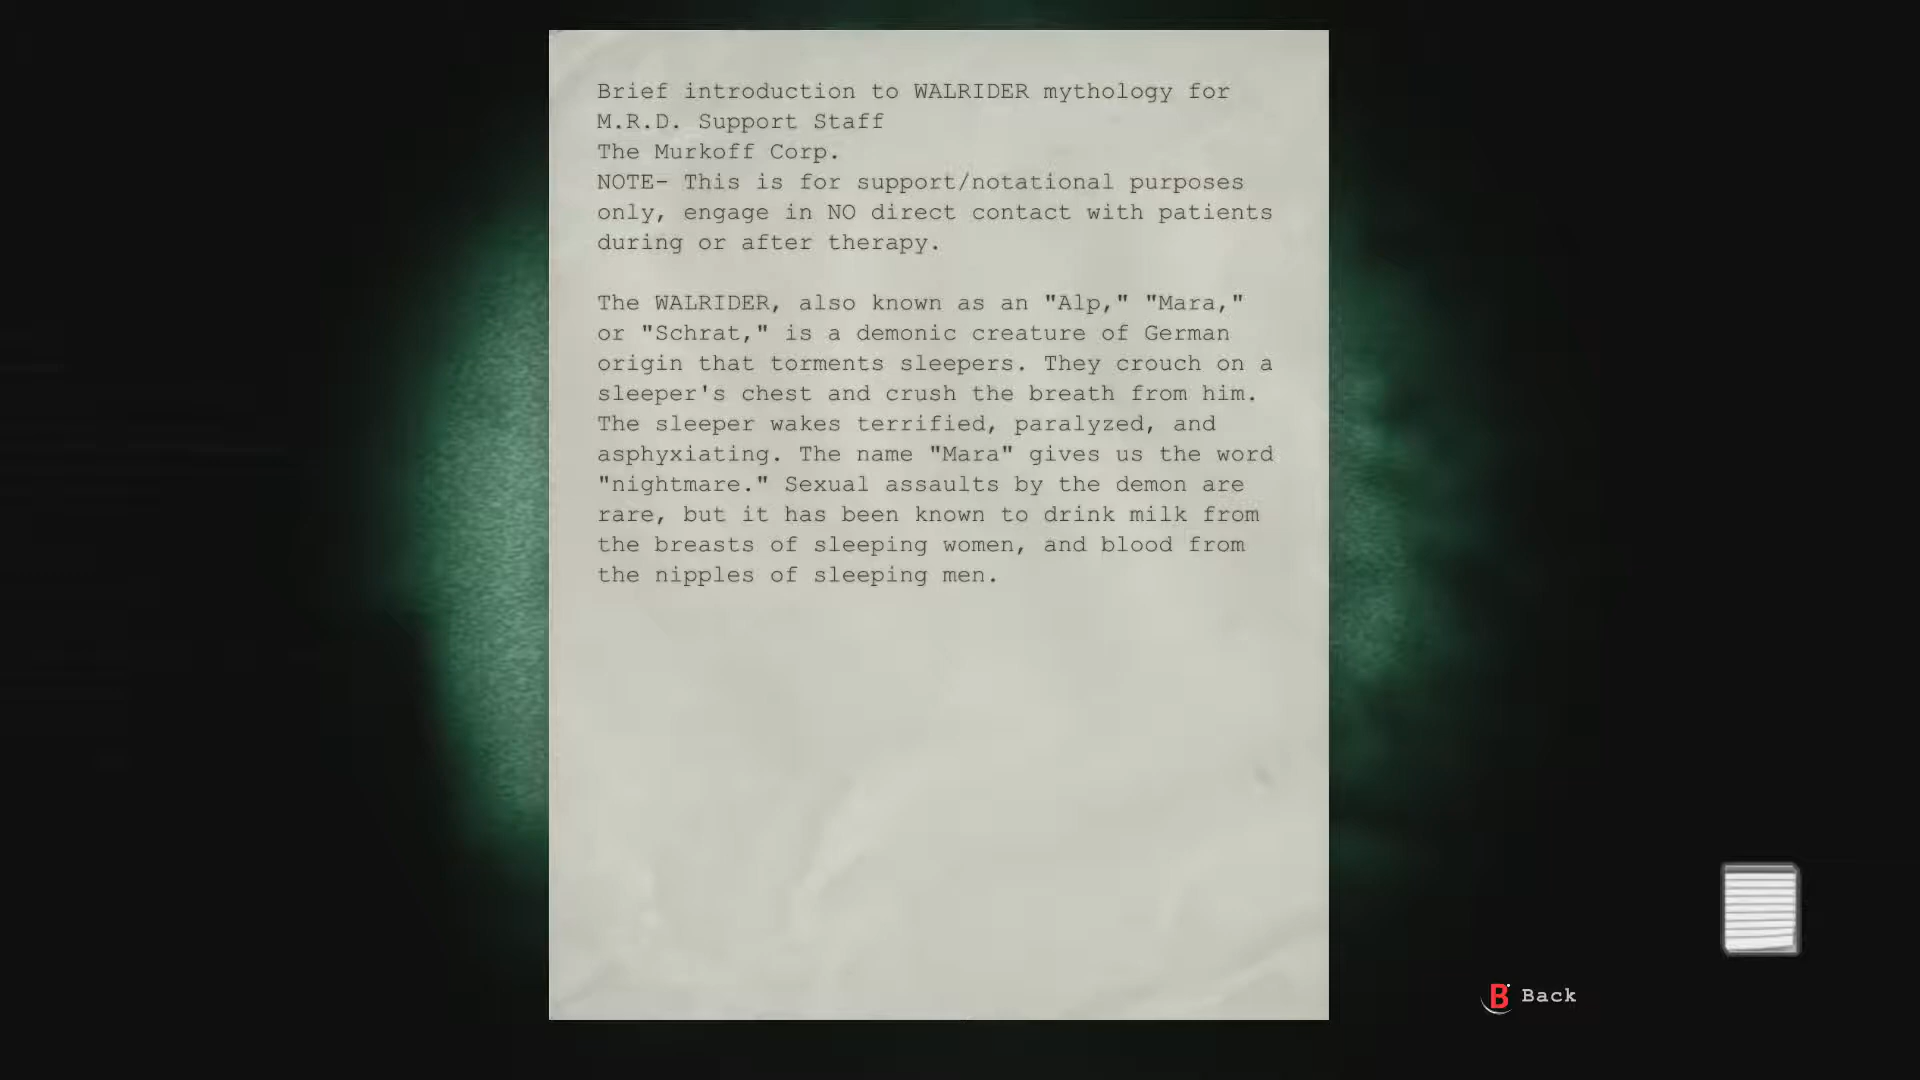 Brief introduction to WALRIDER mythology for
M.R.D. Support Staff
The Murkoff Corp.
NOTE- This is for support/notational purposes
only, engage in NO direct contact with patients
during or after therapy.
The WALRIDER, also known as an "Alp," "Mara,"
or "Schrat," is a demonic creature of German
origin that torments sleepers. They crouch on a
sleeper's chest and crush the breath from him.
The sleeper wakes terrified, paralyzed, and
asphyxiating. The name "Mara" gives us the word
"nightmare." Sexual assaults by the demon are
rare, but it has been known to drink milk from
the breasts of sleeping women, and blood from
the nipples of sleeping men.
B Back